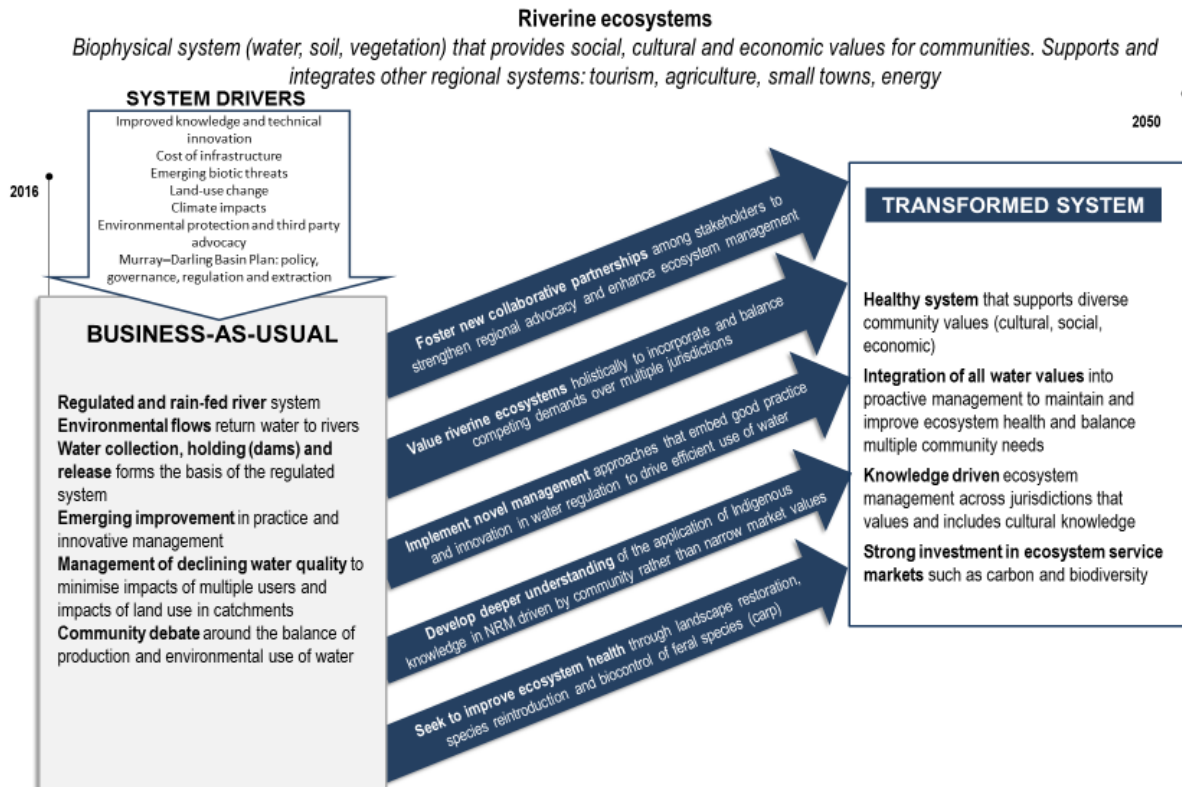 Riverine ecosystems
Biophysical system (water, soil, vegetation) that provides social, cultural and economic values for communities. Supports and
integrates other regional systems: tourism, agriculture, small towns, energy
SYSTEM DRIVERS
Improved knowledge and technical
innovation
Cost of infrastructure
Emerging biotic threats
Land-use change
Climate impacts
Environmental protection and third party
advocacy
Murray–Darling Basin Plan: policy,
governance, regulation and extraction
2016
2050
BUSINESS-AS-USUAL
Regulated and rain-fed river system
Environmental flows return water to rivers
Water collection, holding (dams) and
release forms the basis of the regulated
system
Emerging improvement in practice and
innovative management
Management of declining water quality to
minimise impacts of multiple users and
impacts of land use in catchments
Community debate around the balance of
production and environmental use of water
Foster new collaborative partnerships among stakeholders to
strengthen regional advocacy and enhance ecosystem management
Value riverine ecosystems holistically to incorporate and balance
competing demands over multiple jurisdictions
Implement novel management approaches that embed good practice
and innovation in water regulation to drive efficient use of water
Develop deeper understanding of the application of Indigenous
knowledge in NRM driven by community rather than narrow market values
Seek to improve ecosystem health through landscape restoration,
species reintroduction and biocontrol of feral species (carp)
TRANSFORMED SYSTEM
Healthy system that supports diverse
community values (cultural, social,
economic)
Integration of all water values into
proactive management to maintain and
improve ecosystem health and balance
multiple community needs
Knowledge driven ecosystem
management across jurisdictions that
values and includes cultural knowledge
Strong investment in ecosystem service
markets such as carbon and biodiversity